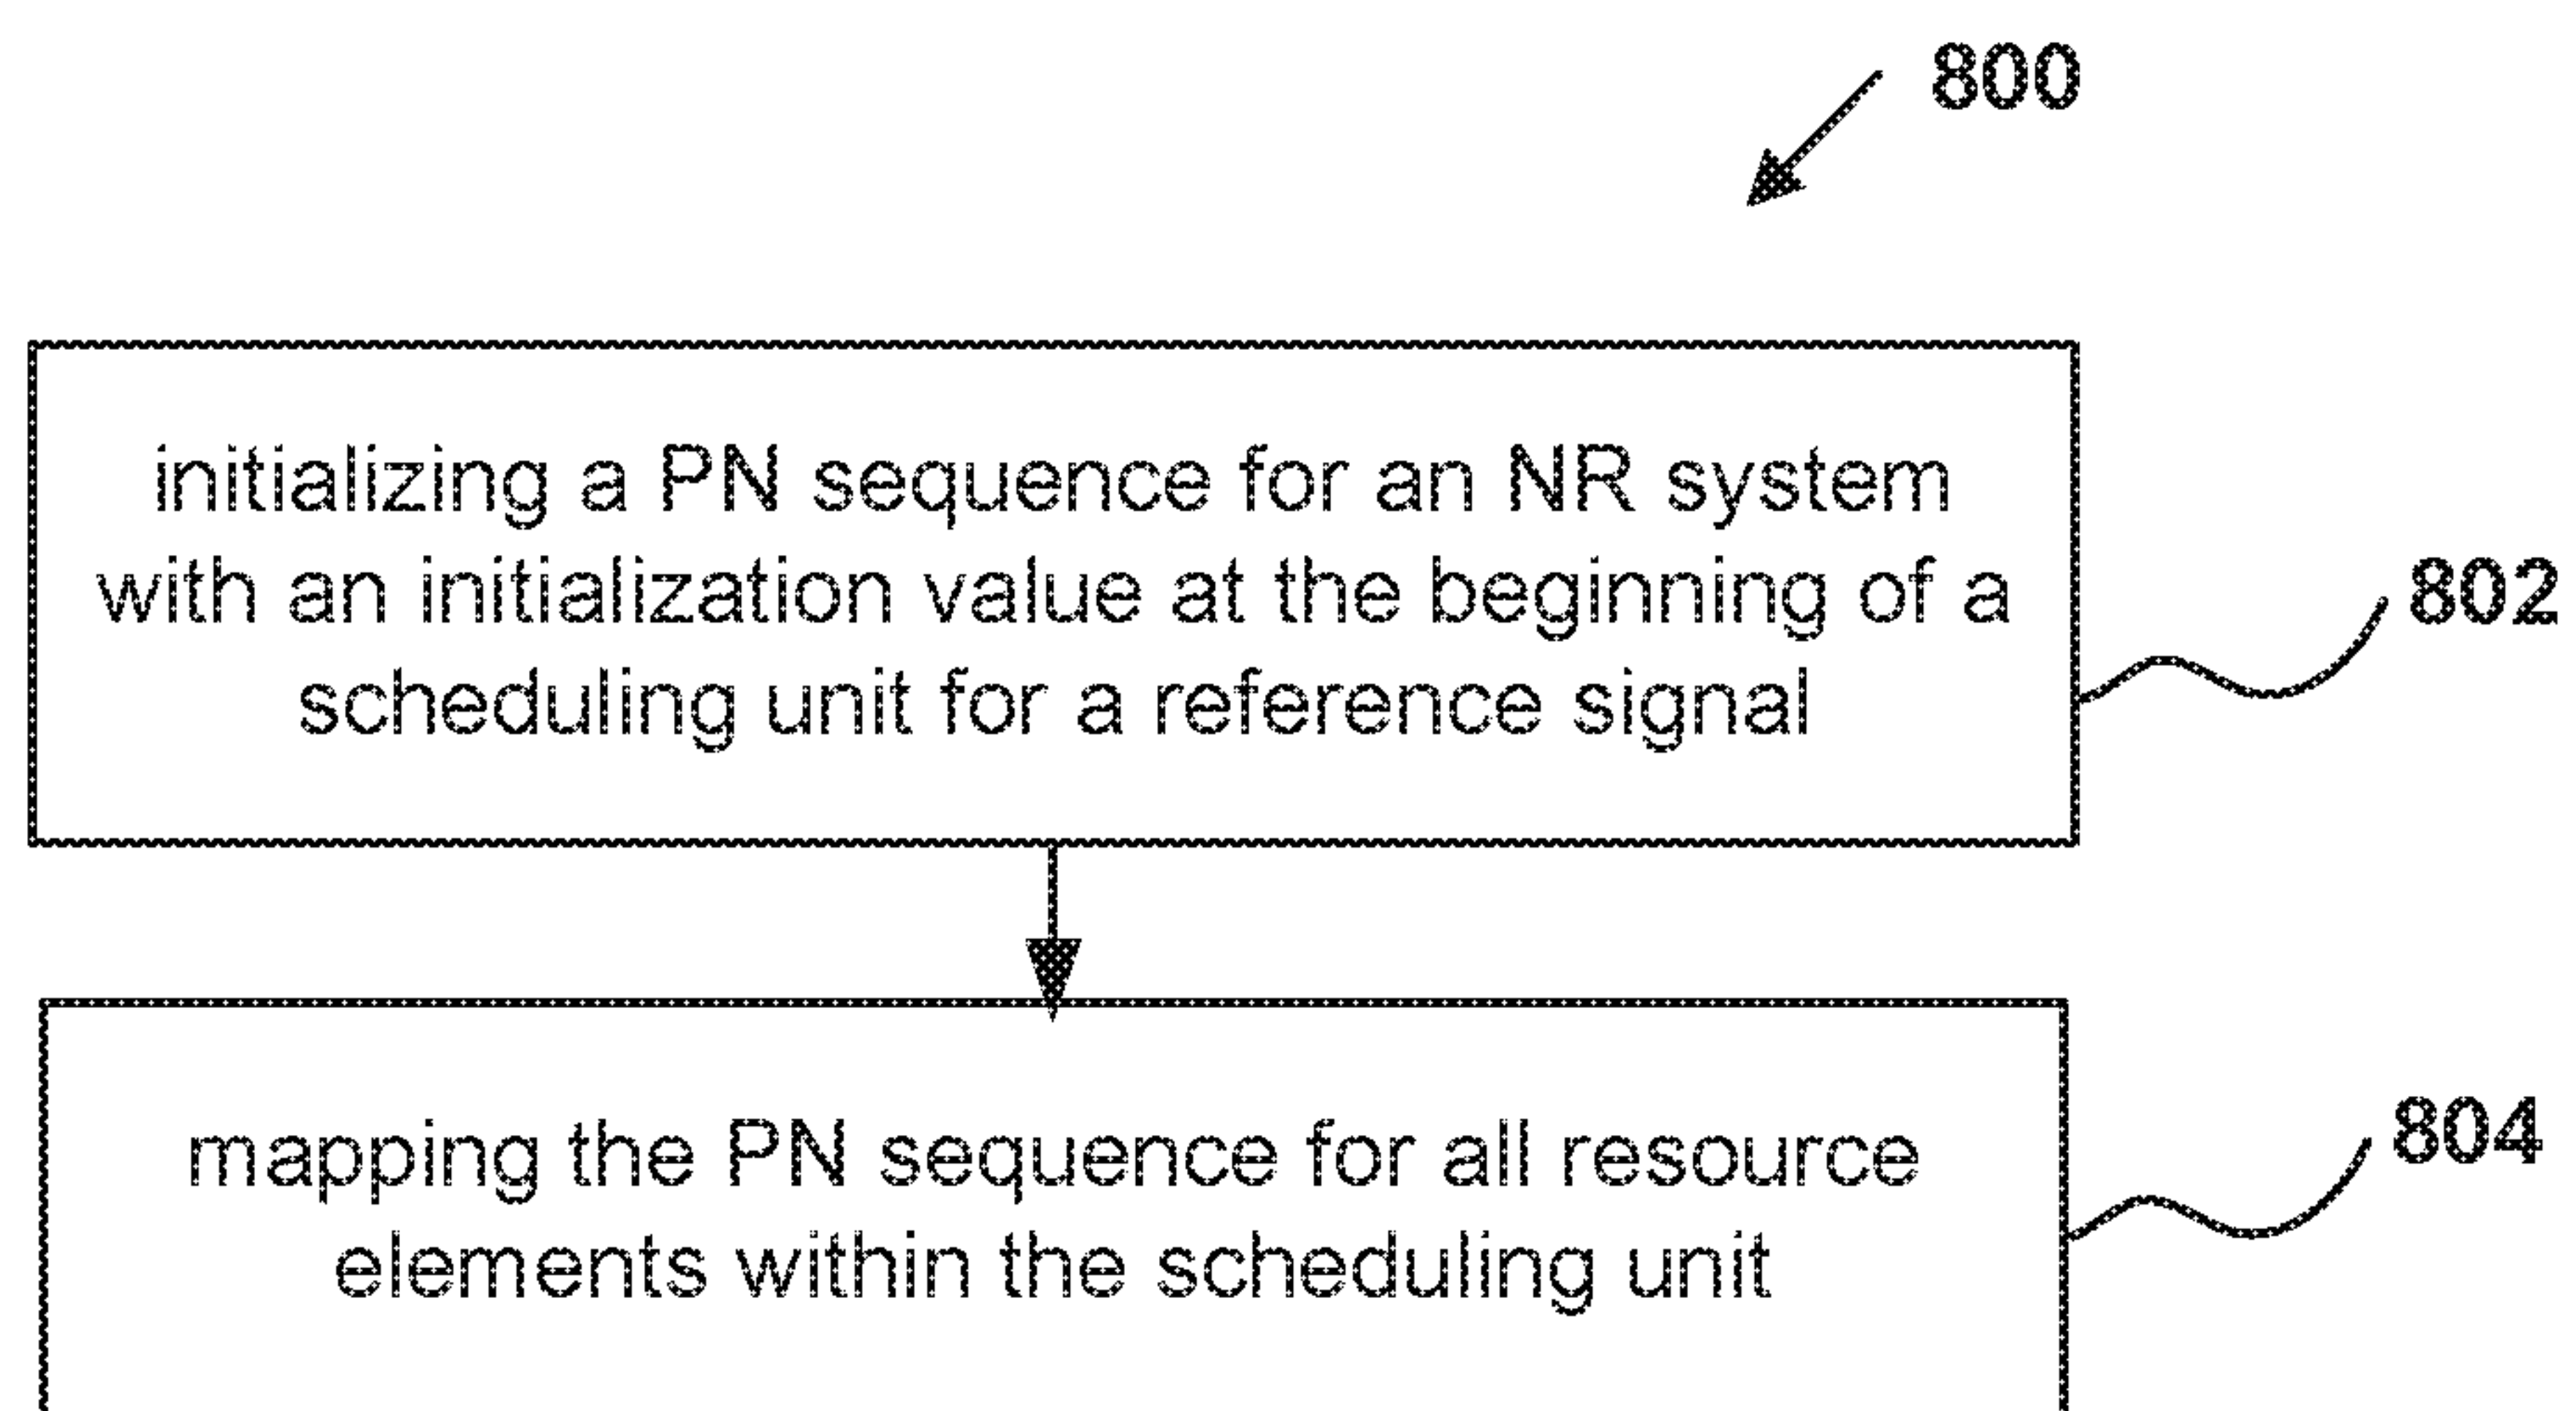 800
initializing a PN sequence for an NR system
with an initialization value at the beginning of a
scheduling unit for a reference signal
802
mapping the PN sequence for all resource
elements within the scheduling unit
804